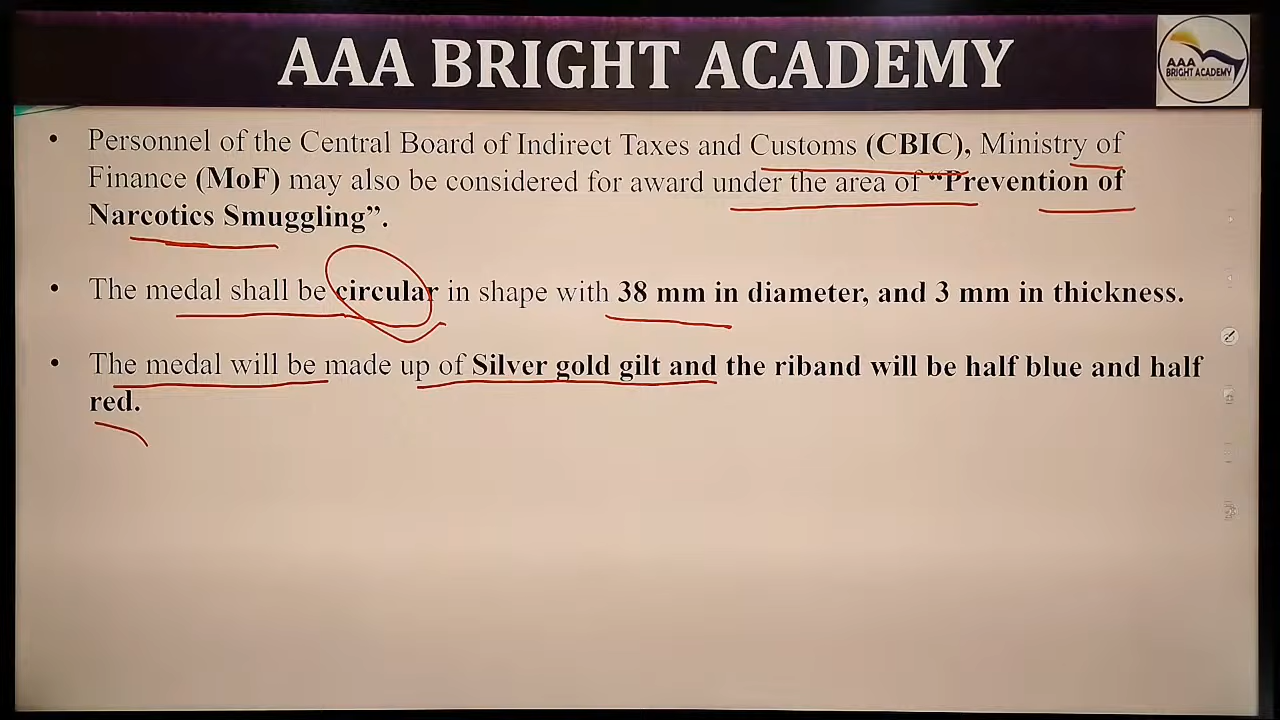 AAA BRIGHT ACADEMY
AAA
BRIGHT ACADEMY
• Personnel of the Central Board of Indirect Taxes and Customs (CBIC), Ministry of
Finance (MoF) may also be considered for award under the area of “Prevention of
Narcotics Smuggling”.
• The medal shall be circular in shape with 38 mm in diameter, and 3 mm in thickness.
• The medal will be made up of Silver gold gilt and the riband will be half blue and half
red.